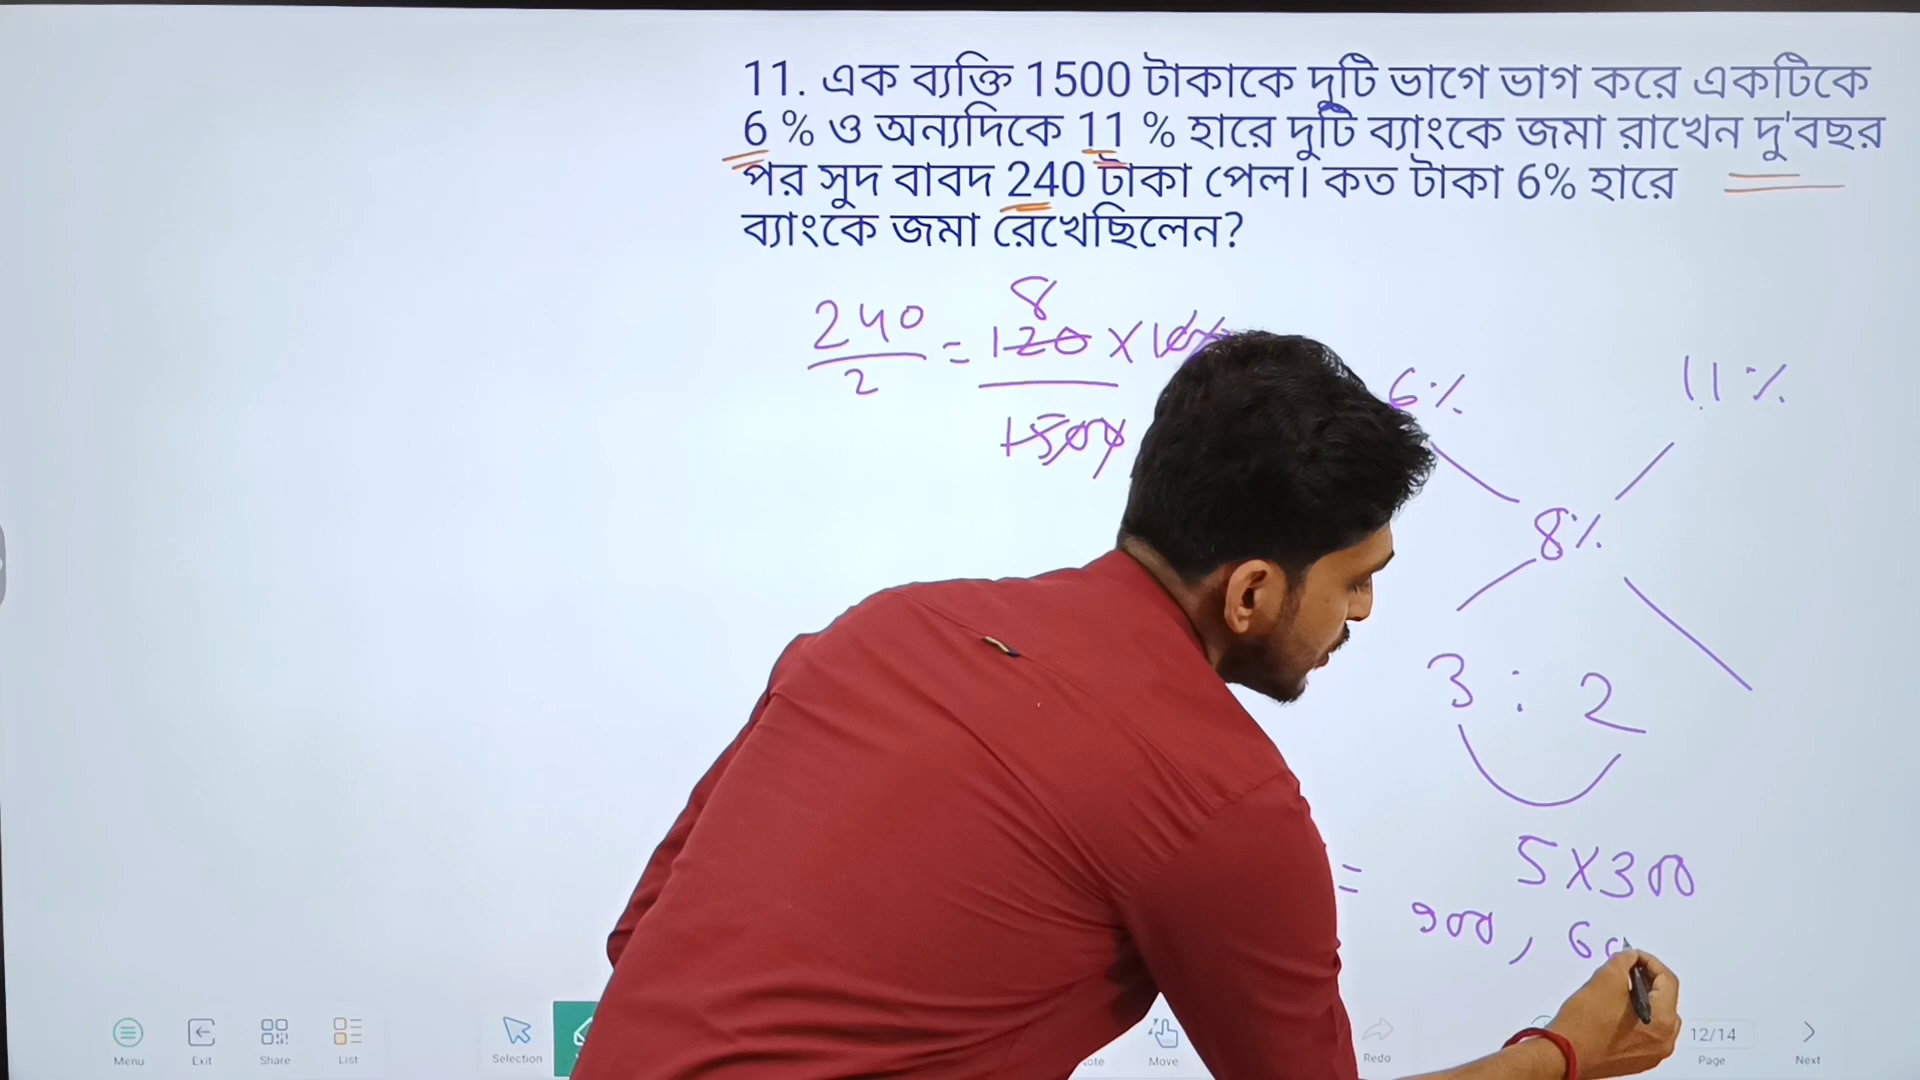 11. এক ব্যক্তি 1500 টাকাকে দুটি ভাগে ভাগ করে একটিকে
6 % ও অন্যদিকে 11 % হারে দুটি ব্যাংকে জমা রাখেন দু'বছর
পর সুদ বাবদ 240 টাকা পেল। কত টাকা 6% হারে
ব্যাংকে জমা রেখেছিলেন?
8
240 = 120 X 100
2
1500
6% 11%
8%
3 : 2
= 5 X 300
900, 60
Menu Exit Share List Selection Move Redo 12/14 Page Next